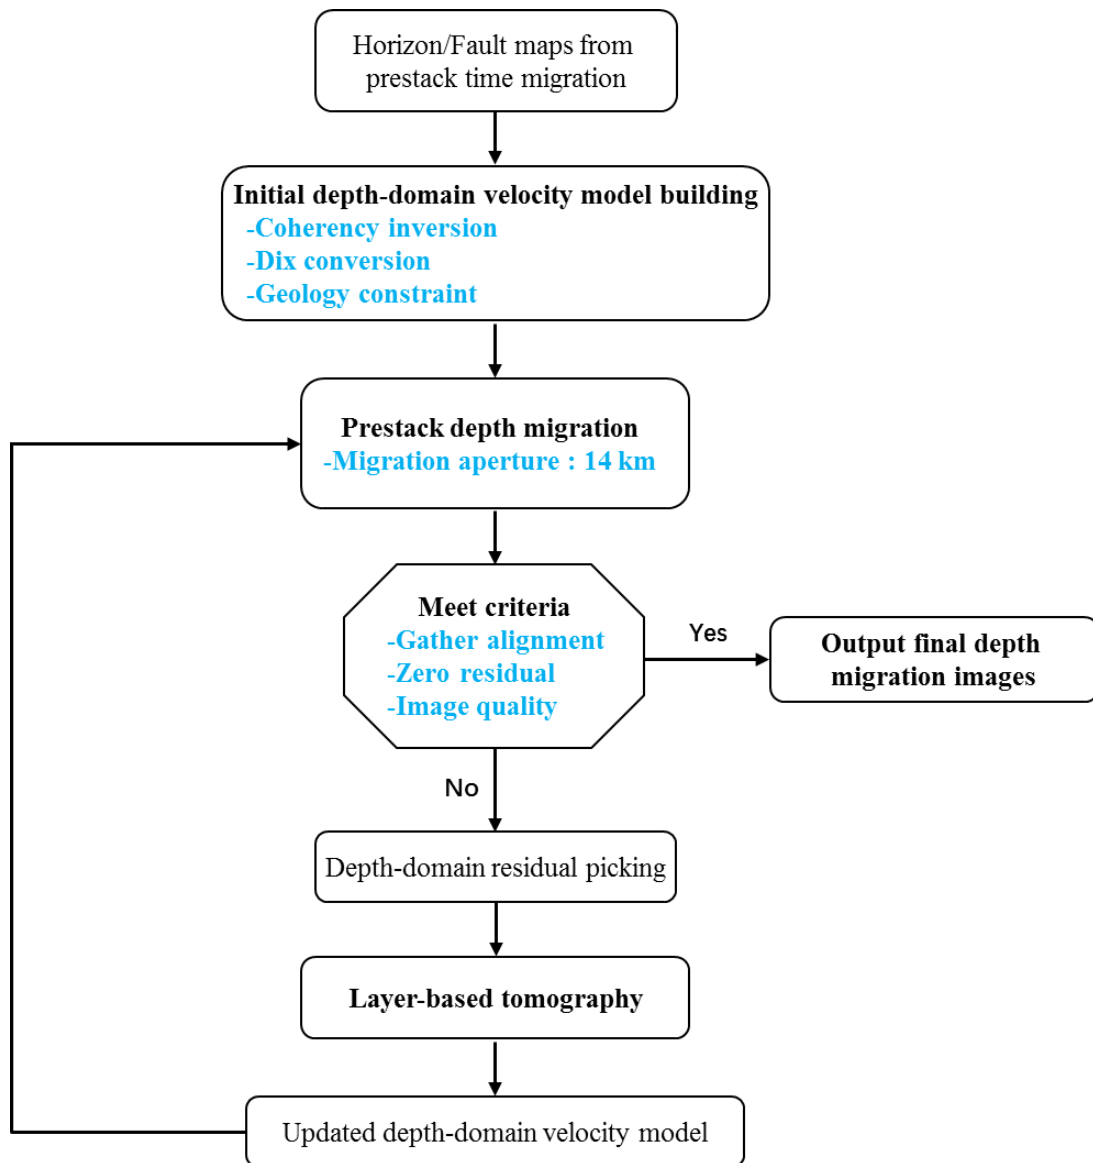 Horizon/Fault maps from
prestack time migration
Initial depth-domain velocity model building
-Coherency inversion
-Dix conversion
-Geology constraint
Prestack depth migration
-Migration aperture : 14 km
Meet criteria
-Gather alignment
-Zero residual
-Image quality
Yes
Output final depth
migration images
No
Depth-domain residual picking
Layer-based tomography
Updated depth-domain velocity model